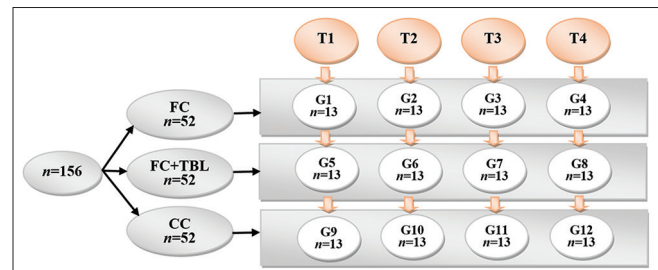 T1 T2 T3 T4
FC
n=52
G1
n=13
G2
n=13
G3
n=13
G4
n=13
n=156
FC+TBL
n=52
G5
n=13
G6
n=13
G7
n=13
G8
n=13
CC
n=52
G9
n=13
G10
n=13
G11
n=13
G12
n=13